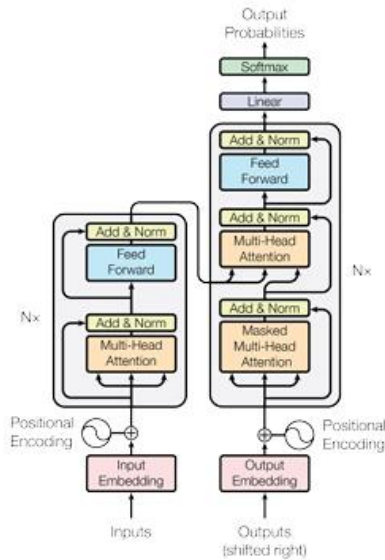 Output
Probabilities
Softmax
Linear
Add & Norm
Feed
Forward
Add & Norm
Multi-Head
Attention
Nx
Add & Norm
Masked
Multi-Head
Attention
Positional
Encoding
Output
Embedding
Outputs
(shifted right)
Add & Norm
Feed
Forward
Nx
Add & Norm
Multi-Head
Attention
Positional
Encoding
Input
Embedding
Inputs